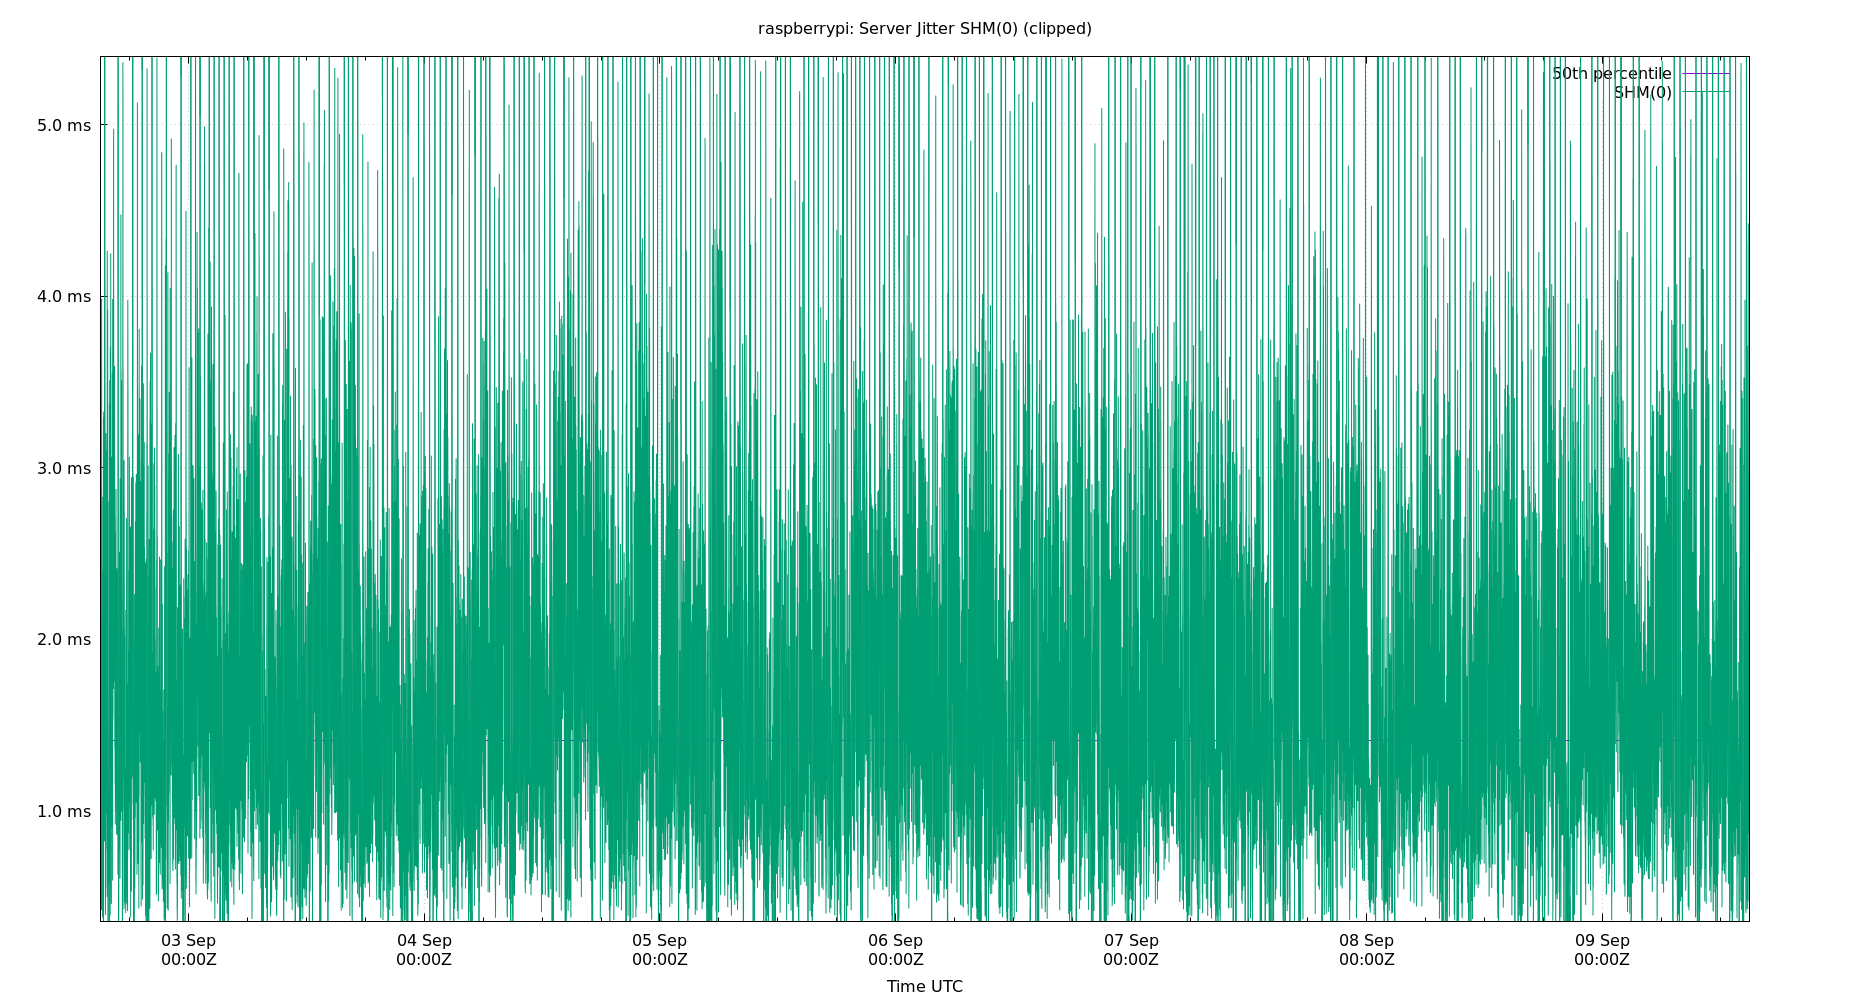 raspberrypi: Server Jitter SHM(0) (clipped)
50th percentile
SHM(0)
5.0 ms
4.0 ms
3.0 ms
2.0 ms
1.0 ms
03 Sep
00:00Z
04 Sep
00:00Z
05 Sep
00:00Z
06 Sep
00:00Z
07 Sep
00:00Z
08 Sep
00:00Z
09 Sep
00:00Z
Time UTC